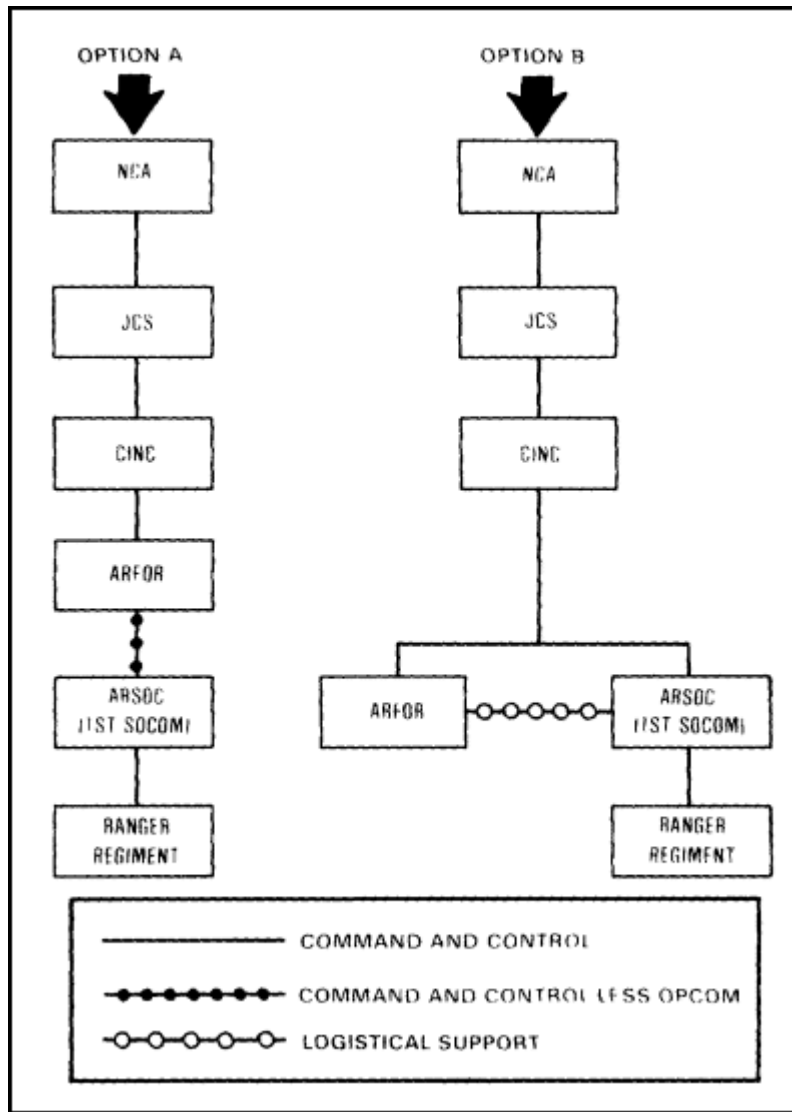 OPTION A
NCA
JCS
CINC
ARFOR
ARSOC
(1ST SOCOM)
RANGER
REGIMENT
OPTION B
NCA
JCS
CINC
ARFOR
ARSOC
(1ST SOCOM)
RANGER
REGIMENT
COMMAND AND CONTROL
COMMAND AND CONTROL LESS OPCOM
LOGISTICAL SUPPORT